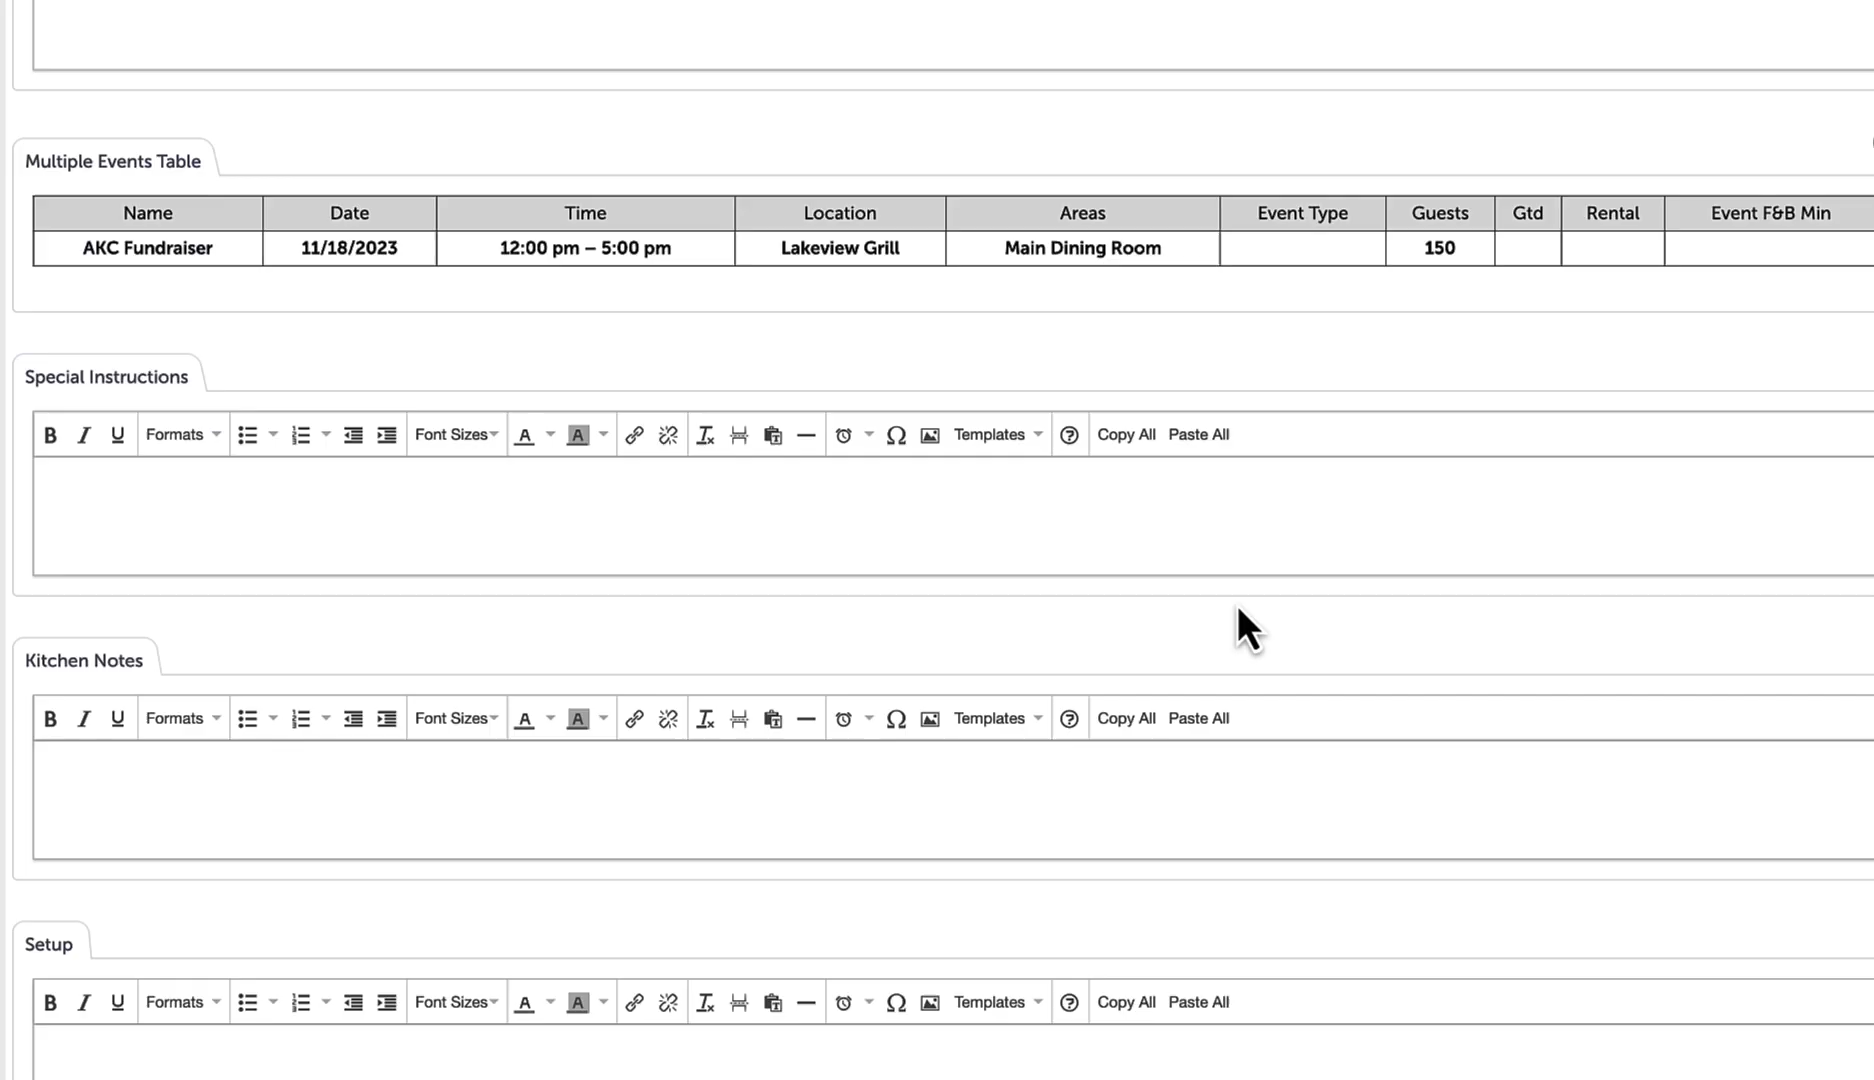 Multiple Events Table
Name Date Time Location Areas Event Type Guests Gtd Rental Event F&B Min
AKC Fundraiser 11/18/2023 12:00 pm – 5:00 pm Lakeview Grill Main Dining Room 150
Special Instructions
B I U Formats Font Sizes A A Ω Templates Copy All Paste All
Kitchen Notes
B I U Formats Font Sizes A A Ω Templates Copy All Paste All
Setup
B I U Formats Font Sizes A A Ω Templates Copy All Paste All